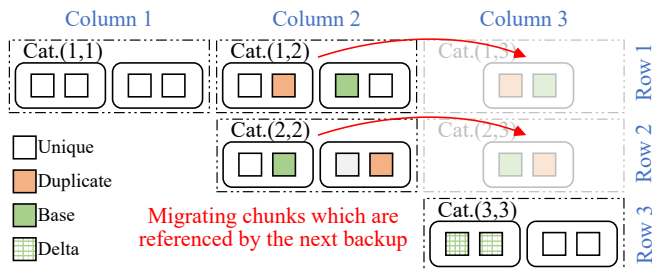 Column 1 Column 2 Column 3
Cat.(1,1) Cat.(1,2) Cat.(1,3) Row 1
Cat.(2,2) Cat.(2,3) Row 2
Unique
Duplicate
Base
Delta
Migrating chunks which are
referenced by the next backup
Cat.(3,3) Row 3